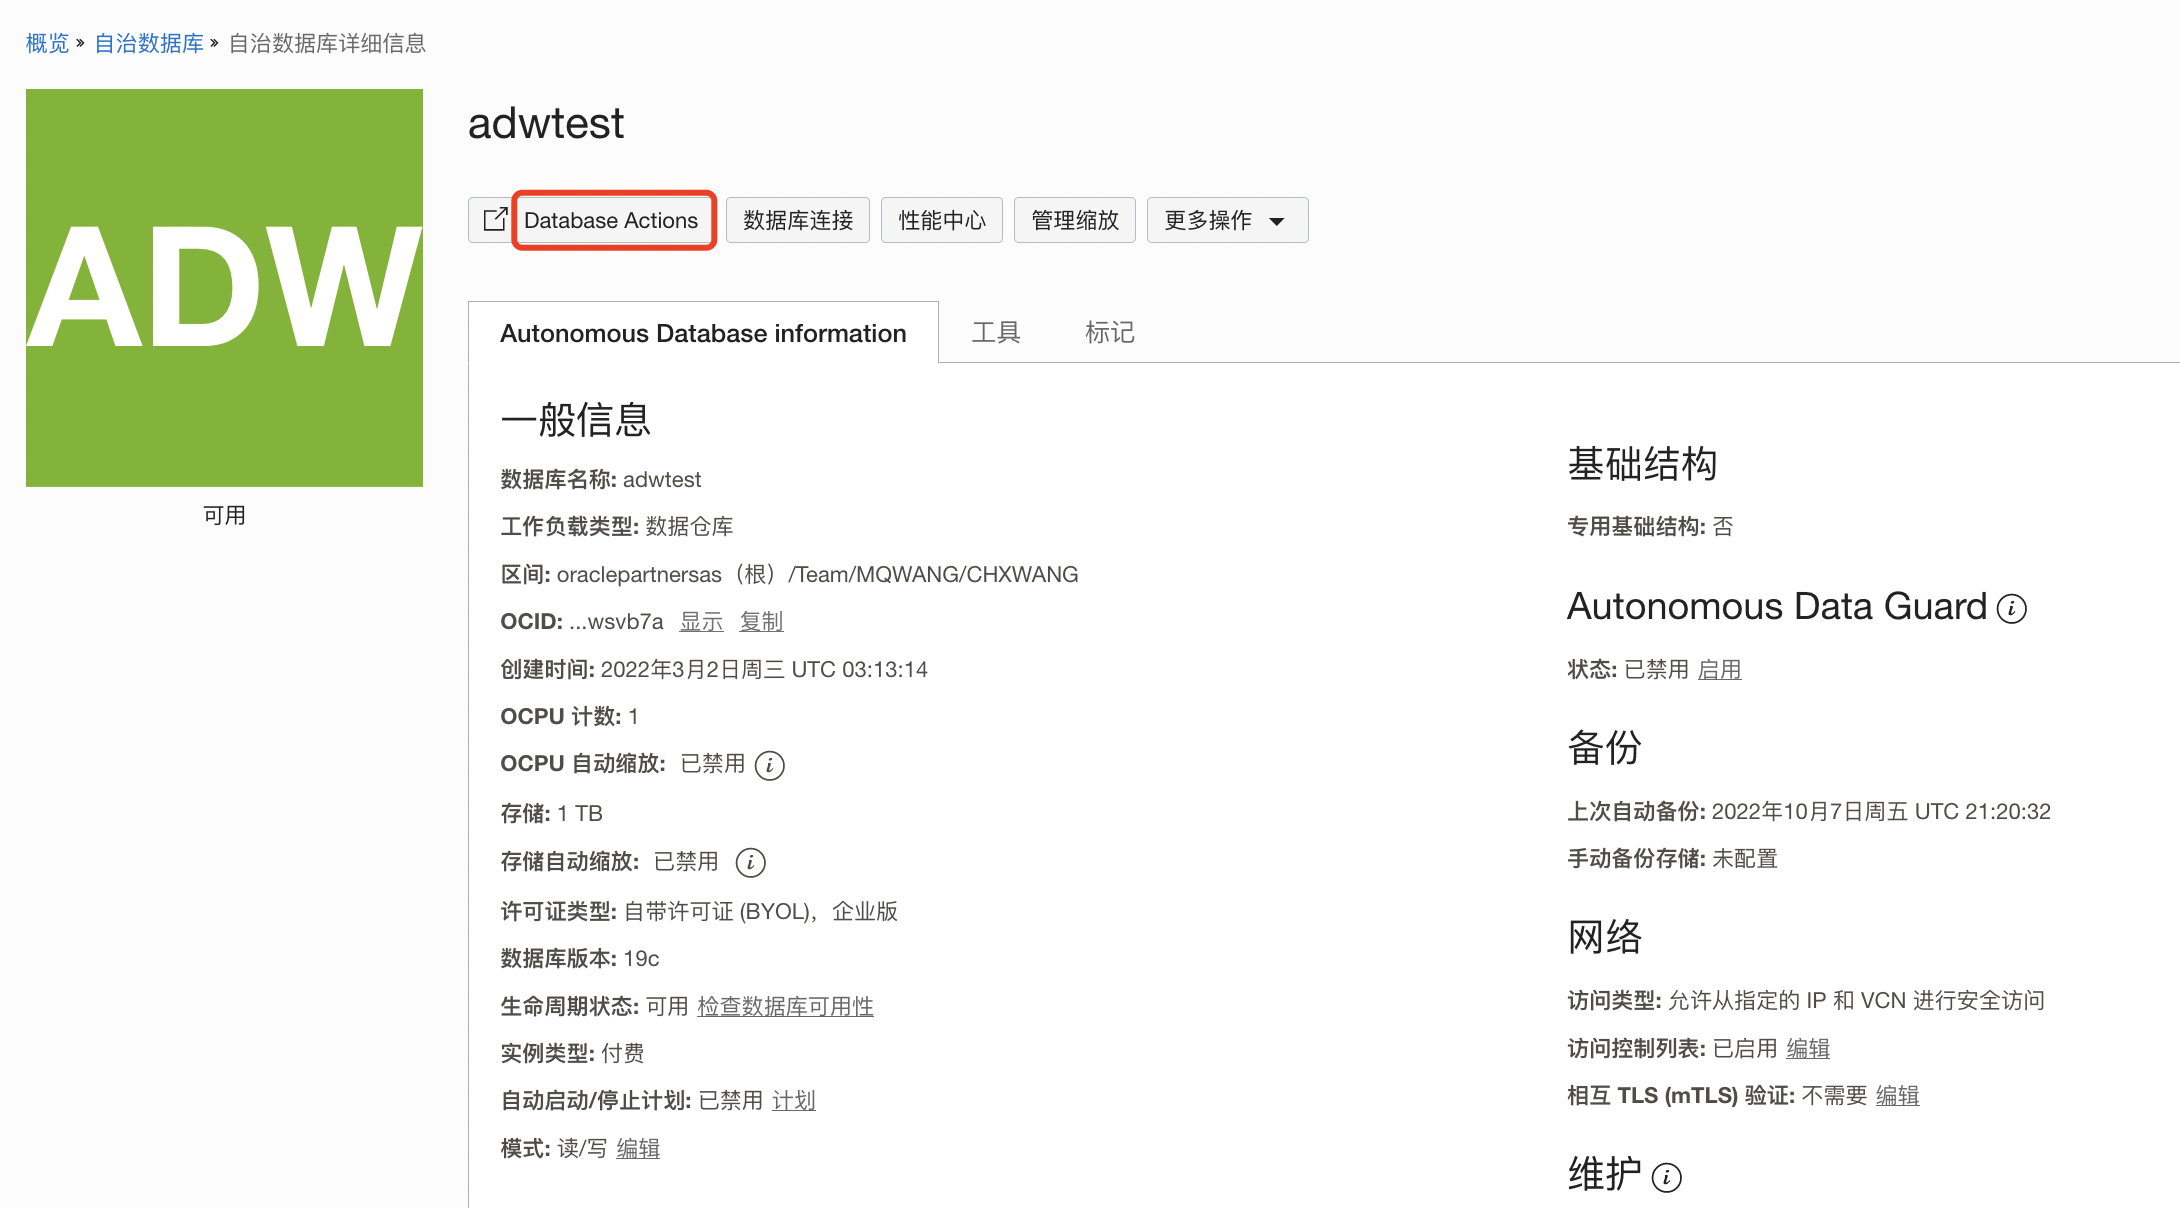 概览 » 自治数据库 » 自治数据库详细信息
ADW
可用
adwtest
Database Actions 数据库连接 性能中心 管理缩放 更多操作
Autonomous Database information 工具 标记
一般信息
数据库名称: adwtest
工作负载类型: 数据仓库
区间: oraclepartnersas（根）/Team/MQWANG/CHXWANG
OCID: ...wsvb7a 显示 复制
创建时间: 2022年3月2日周三 UTC 03:13:14
OCPU 计数: 1
OCPU 自动缩放: 已禁用 i
存储: 1 TB
存储自动缩放: 已禁用 i
许可证类型: 自带许可证 (BYOL)，企业版
数据库版本: 19c
生命周期状态: 可用 检查数据库可用性
实例类型: 付费
自动启动/停止计划: 已禁用 计划
模式: 读/写 编辑
基础结构
专用基础结构: 否
Autonomous Data Guard i
状态: 已禁用 启用
备份
上次自动备份: 2022年10月7日周五 UTC 21:20:32
手动备份存储: 未配置
网络
访问类型: 允许从指定的 IP 和 VCN 进行安全访问
访问控制列表: 已启用 编辑
相互 TLS (mTLS) 验证: 不需要 编辑
维护 i